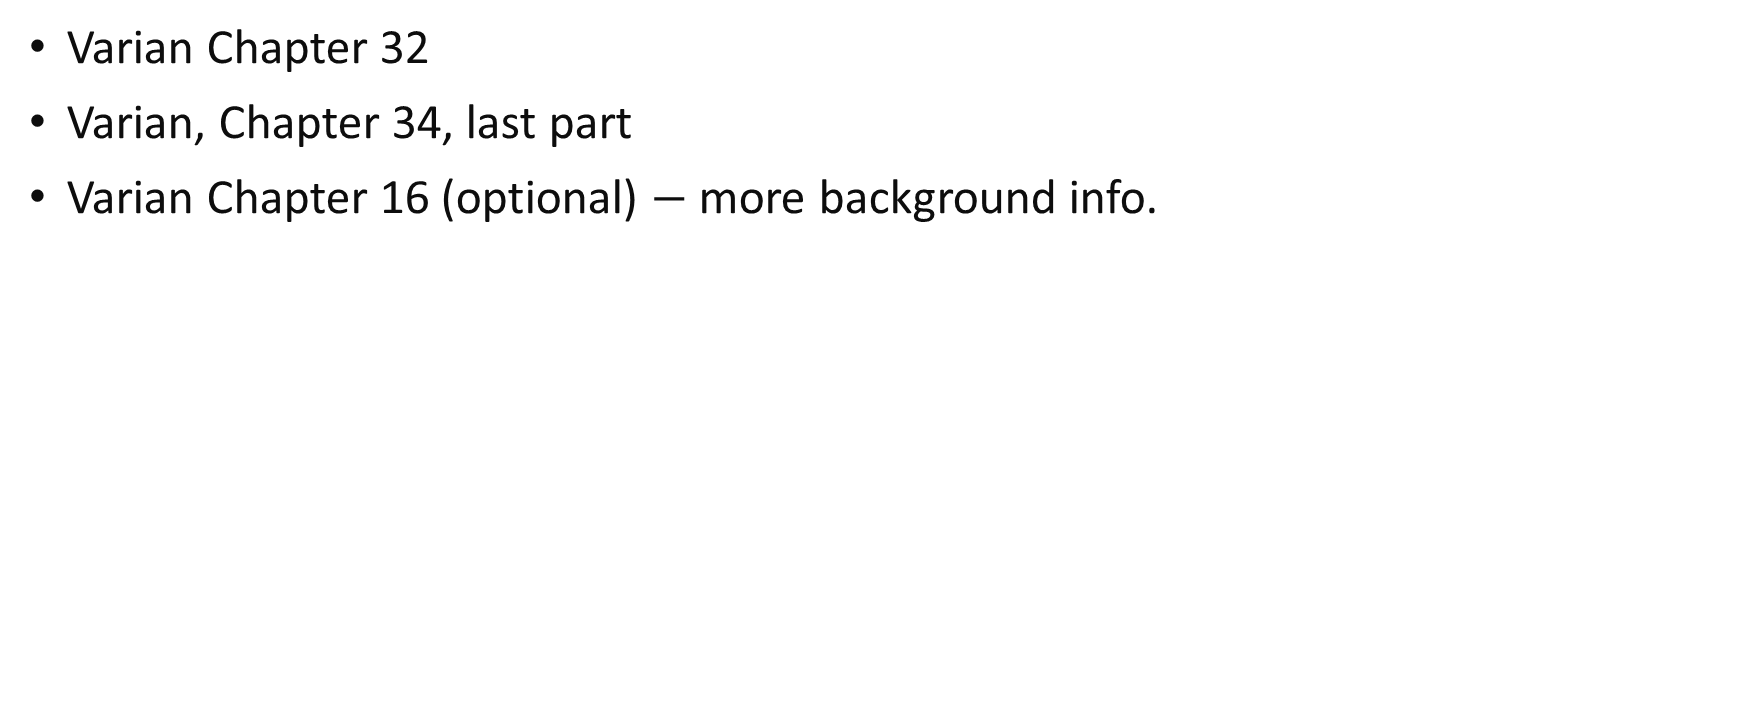 • Varian Chapter 32
• Varian, Chapter 34, last part
• Varian Chapter 16 (optional) – more background info.